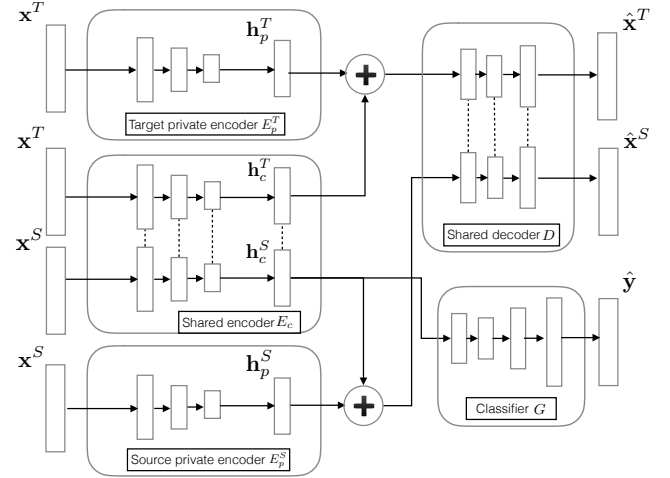 x^T
h_p^T
x̂^T
+
Target private encoder E_p^T
x^T
h_c^T
x̂^S
x^S
h_c^S
Shared decoder D
Shared encoder E_c
ŷ
x^S
h_p^S
+
Classifier G
Source private encoder E_p^S